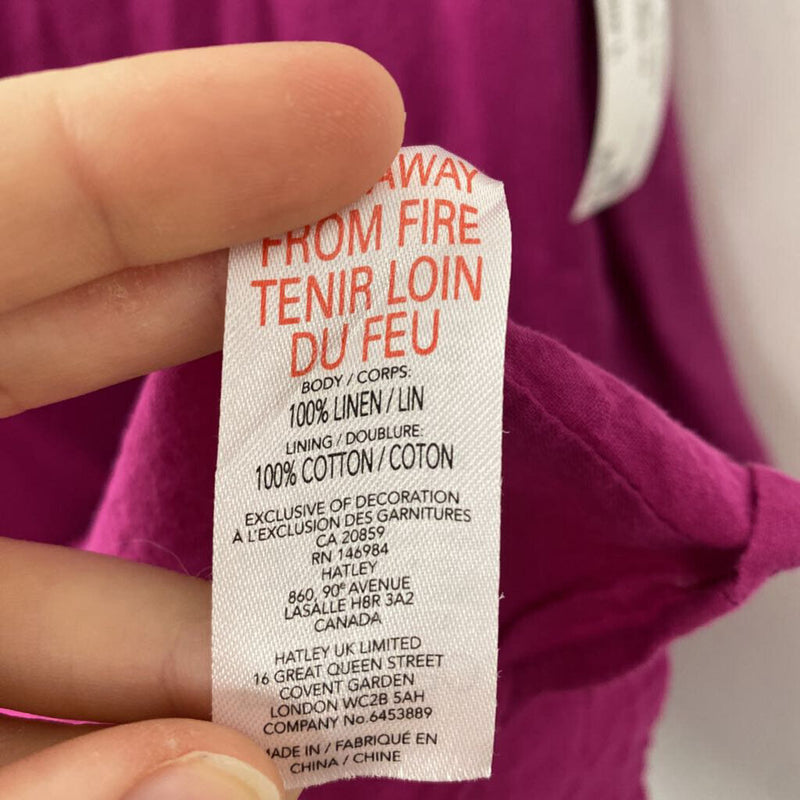 AWAY
FROM FIRE
TENIR LOIN
DU FEU
BODY / CORPS:
100% LINEN / LIN
LINING / DOUBLURE:
100% COTTON / COTON
EXCLUSIVE OF DECORATION
À L'EXCLUSION DES GARNITURES
CA 20859
RN 146984
HATLEY
860, 90e AVENUE
LASALLE H8R 3A2
CANADA
HATLEY UK LIMITED
16 GREAT QUEEN STREET
COVENT GARDEN
LONDON WC2B 5AH
COMPANY No.6453889
MADE IN / FABRIQUÉ EN
CHINA / CHINE